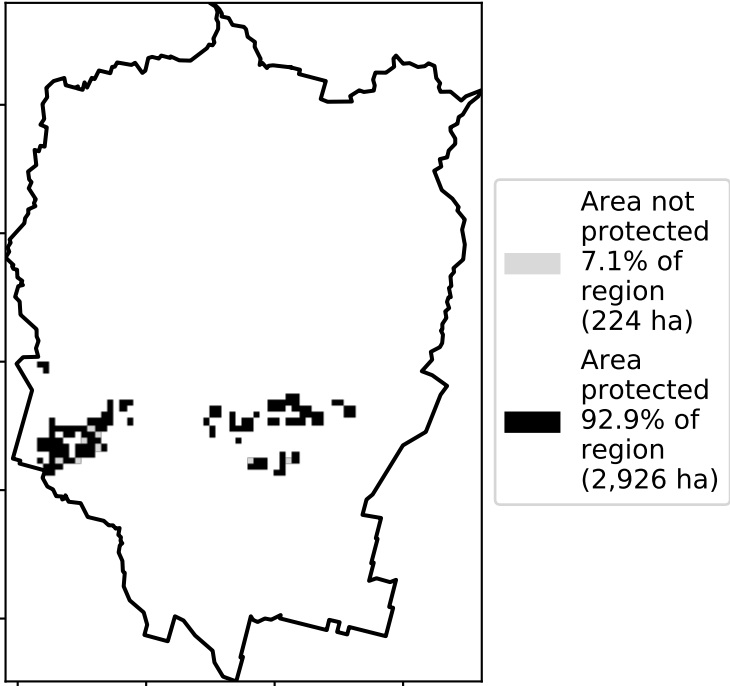 Area not
protected
7.1% of
region
(224 ha)
Area
protected
92.9% of
region
(2,926 ha)